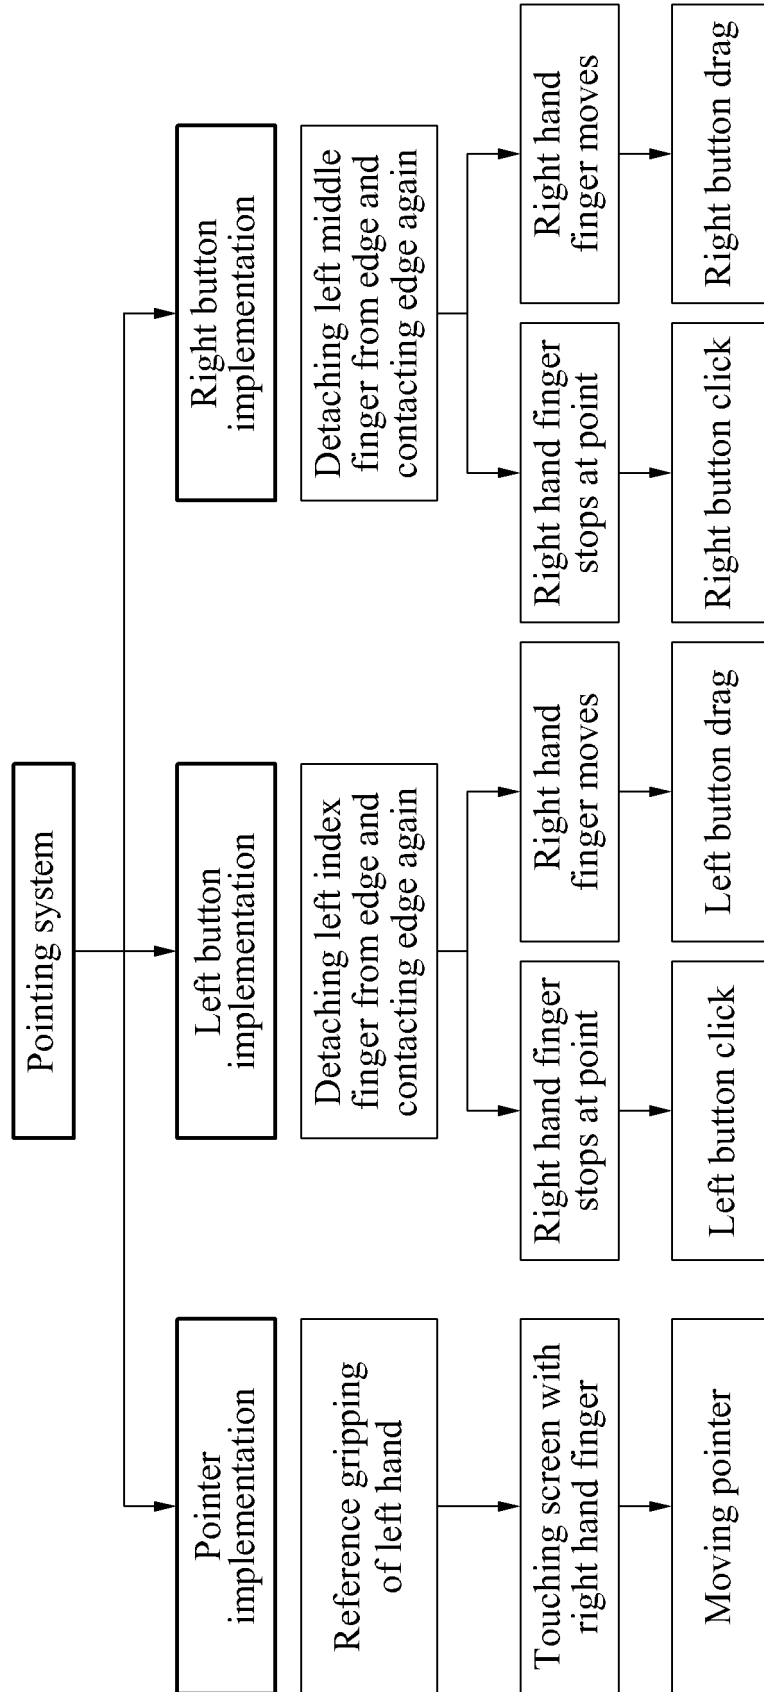 Pointing system
Pointer
implementation
Left button
implementation
Right button
implementation
Reference gripping
of left hand
Detaching left index
finger from edge and
contacting edge again
Detaching left middle
finger from edge and
contacting edge again
Touching screen with
right hand finger
Right hand finger
stops at point
Right hand
finger moves
Right hand finger
stops at point
Right hand
finger moves
Moving pointer
Left button click
Left button drag
Right button click
Right button drag